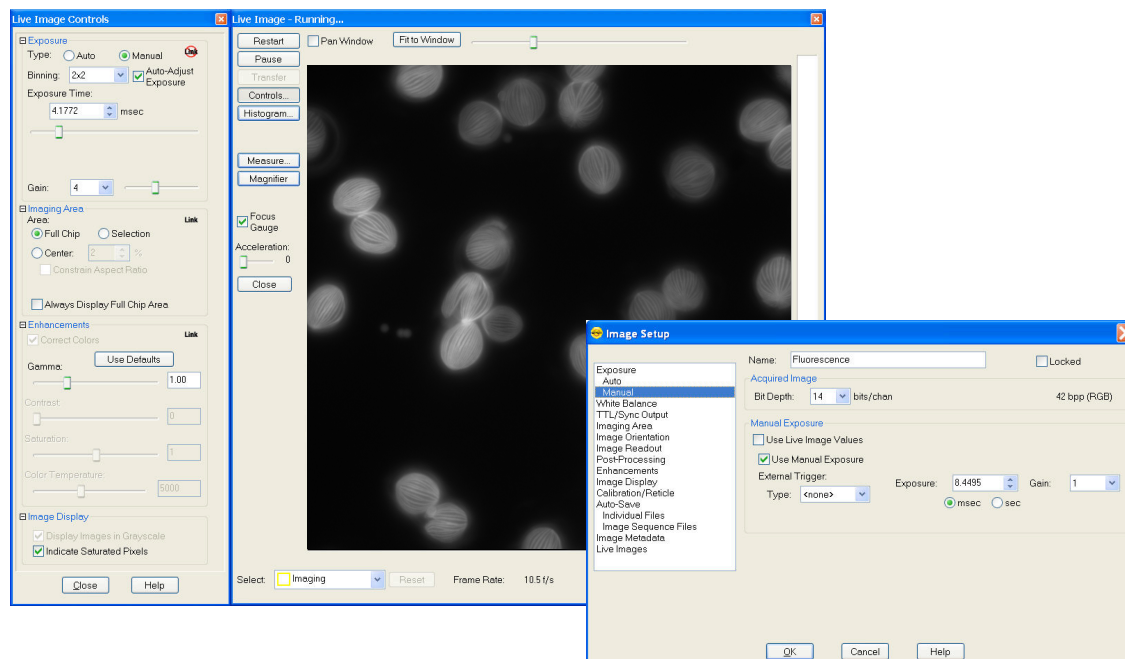 Live Image Controls
Exposure
Type: Auto Manual Link
Binning: 2x2 Auto-Adjust Exposure
Exposure Time:
4.1772 msec
Gain: 4
Imaging Area
Area: Link
Full Chip Selection
Center: 2 %
Constrain Aspect Ratio
Always Display Full Chip Area
Enhancements
Correct Colors Link
Use Defaults
Gamma: 1.00
Contrast: 0
Saturation: 1
Color Temperature: 5000
Image Display
Display Images in Grayscale
Indicate Saturated Pixels
Close Help
Live Image - Running...
Restart Pan Window Fit to Window
Pause
Transfer
Controls...
Histogram...
Measure...
Magnifier
Focus Gauge
Acceleration:
0
Close
Select: Imaging Reset Frame Rate: 10.5 f/s
Image Setup
Exposure
Auto
Manual
White Balance
TTL/Sync Output
Imaging Area
Image Orientation
Image Readout
Post-Processing
Enhancements
Image Display
Calibration/Reticle
Auto-Save
Individual Files
Image Sequence Files
Image Metadata
Live Images
Name: Fluorescence Locked
Acquired Image
Bit Depth: 14 bits/chan 42 bpp (RGB)
Manual Exposure
Use Live Image Values
Use Manual Exposure
External Trigger:
Type: <none> Exposure: 8.4495 Gain: 1
msec sec
OK Cancel Help